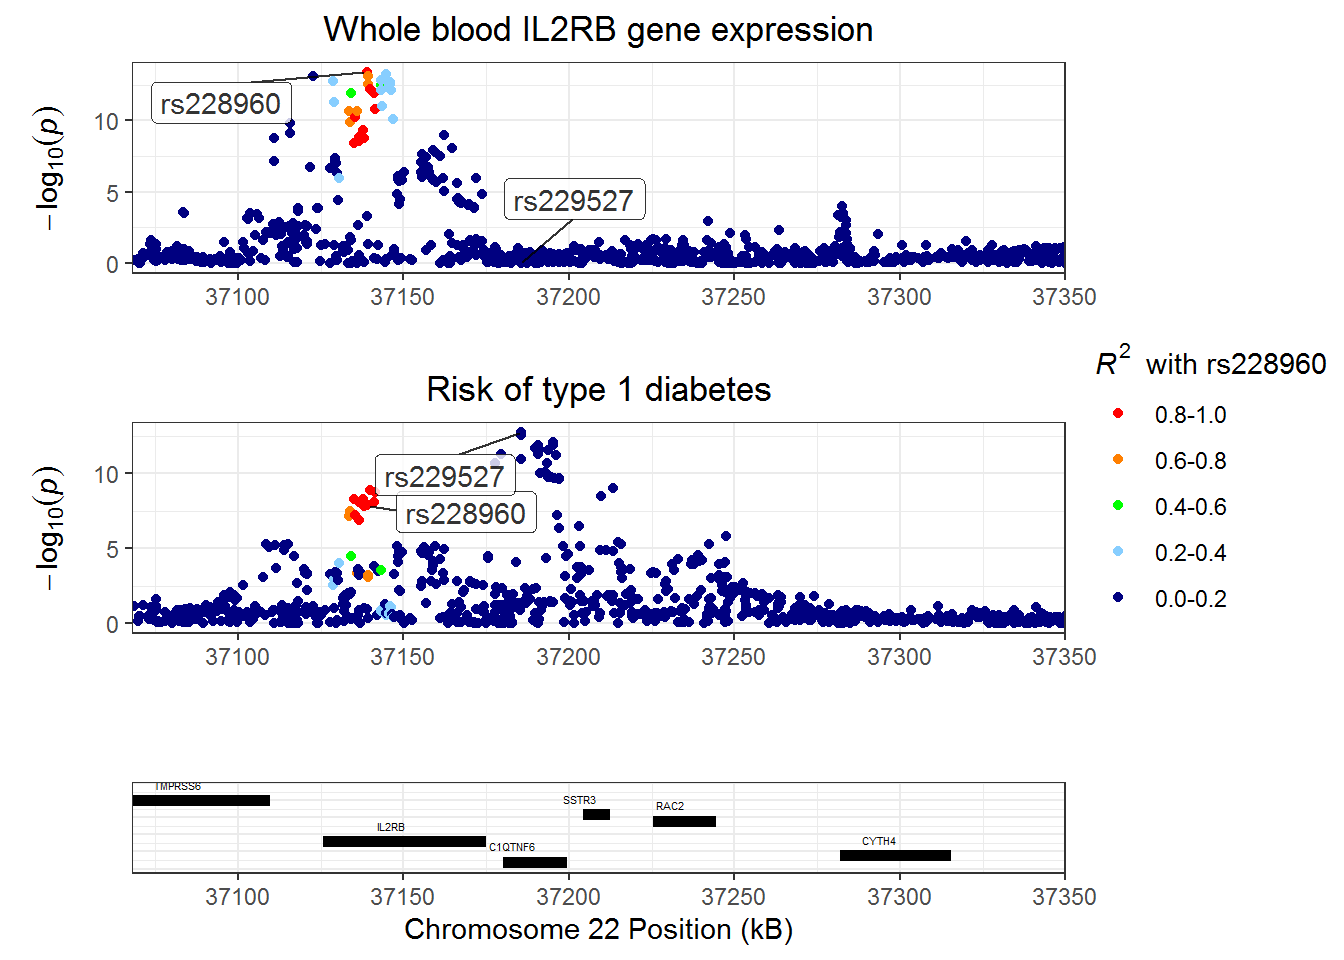 Whole blood IL2RB gene expression
− log10(p)
10
5
0
rs228960
rs229527
37100 37150 37200 37250 37300 37350
Risk of type 1 diabetes
− log10(p)
10
5
0
rs229527
rs228960
37100 37150 37200 37250 37300 37350
R² with rs228960
0.8-1.0
0.6-0.8
0.4-0.6
0.2-0.4
0.0-0.2
TMPRSS6
SSTR3
RAC2
IL2RB
C1QTNF6
CYTH4
37100 37150 37200 37250 37300 37350
Chromosome 22 Position (kB)